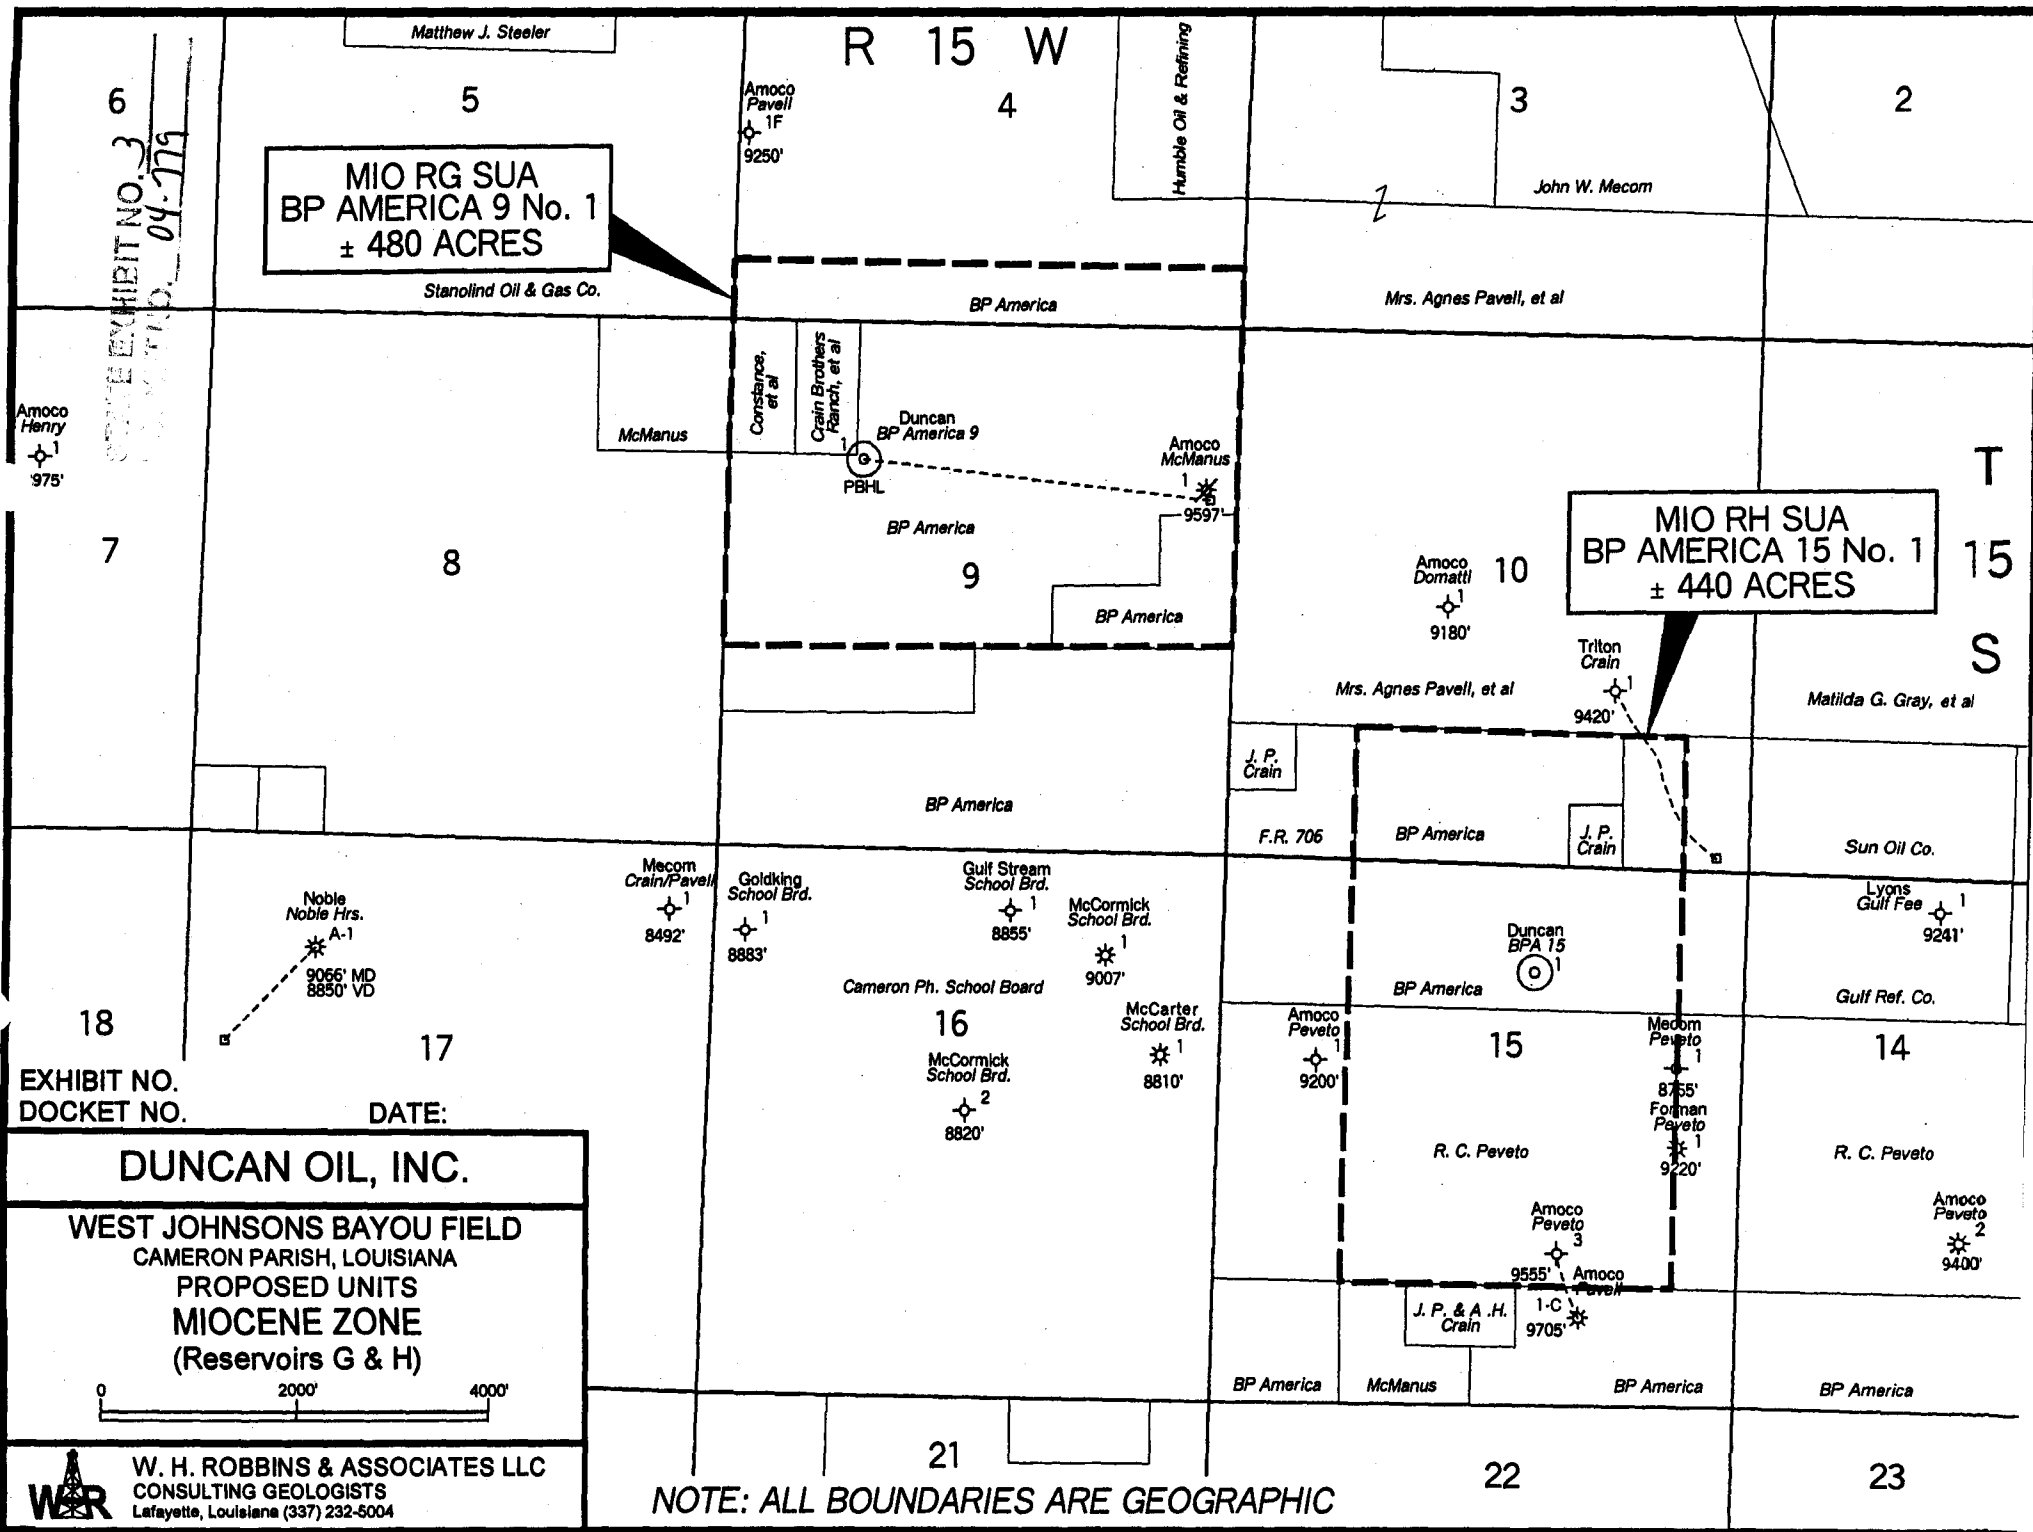 Matthew J. Steeler
R 15 W
6
5
4
3
2
Humble Oil & Refining
John W. Mecom
Amoco
Pavell
1F
9250'
EXHIBIT NO. 3
04-779
MIO RG SUA
BP AMERICA 9 No. 1
± 480 ACRES
Stanolind Oil & Gas Co.
BP America
Mrs. Agnes Pavell, et al
Amoco
Henry
1
975'
McManus
Constance,
et al
Crain Brothers
Ranch, et al
Duncan
BP America 9
1
PBHL
Amoco
McManus
1
9597'
BP America
7
8
9
BP America
Amoco
Domatti
1
9180'
10
MIO RH SUA
BP AMERICA 15 No. 1
± 440 ACRES
T
15
S
Triton
Crain
1
9420'
Mrs. Agnes Pavell, et al
Matilda G. Gray, et al
J. P.
Crain
BP America
F.R. 706
BP America
J. P.
Crain
Sun Oil Co.
Noble
Noble Hrs.
A-1
9066' MD
8850' VD
Mecom
Crain/Pavell
1
8492'
Goldking
School Brd.
1
8883'
Gulf Stream
School Brd.
1
8855'
McCormick
School Brd.
1
9007'
Duncan
BPA 15
1
Lyons
Gulf Fee
1
9241'
Cameron Ph. School Board
BP America
Gulf Ref. Co.
18
17
16
15
14
McCarter
School Brd.
1
8810'
Amoco
Peveto
1
9200'
Mecom
Peveto
1
8755'
McCormick
School Brd.
2
8820'
Forman
Peveto
1
9220'
R. C. Peveto
R. C. Peveto
Amoco
Peveto
3
9555'
Amoco
Pavell
1-C
9705'
Amoco
Peveto
2
9400'
J. P. & A .H.
Crain
BP America
McManus
BP America
BP America
21
22
23
EXHIBIT NO.
DOCKET NO.
DATE:
DUNCAN OIL, INC.
WEST JOHNSONS BAYOU FIELD
CAMERON PARISH, LOUISIANA
PROPOSED UNITS
MIOCENE ZONE
(Reservoirs G & H)
0 2000' 4000'
W R
W. H. ROBBINS & ASSOCIATES LLC
CONSULTING GEOLOGISTS
Lafayette, Louisiana (337) 232-5004
NOTE: ALL BOUNDARIES ARE GEOGRAPHIC